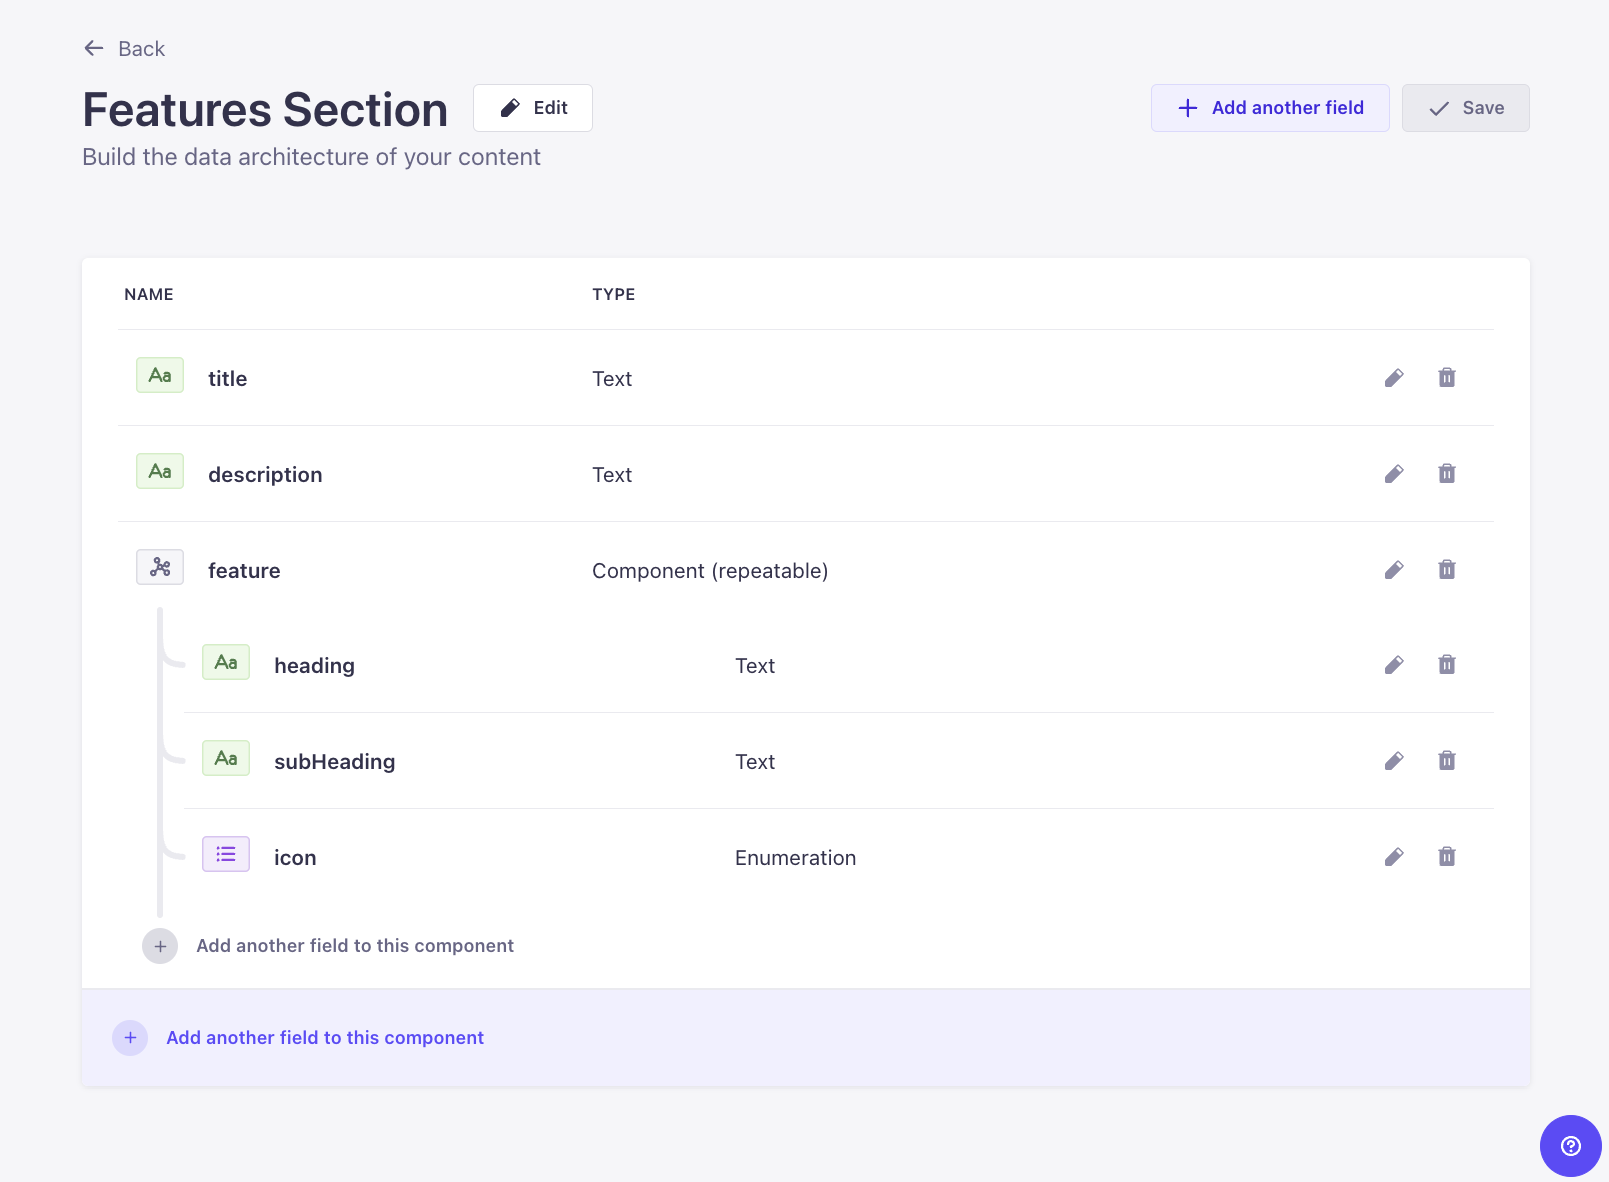 Back
Features Section
Edit
Add another field
Save
Build the data architecture of your content
NAME TYPE
Aa title Text
Aa description Text
feature Component (repeatable)
Aa heading Text
Aa subHeading Text
icon Enumeration
Add another field to this component
Add another field to this component